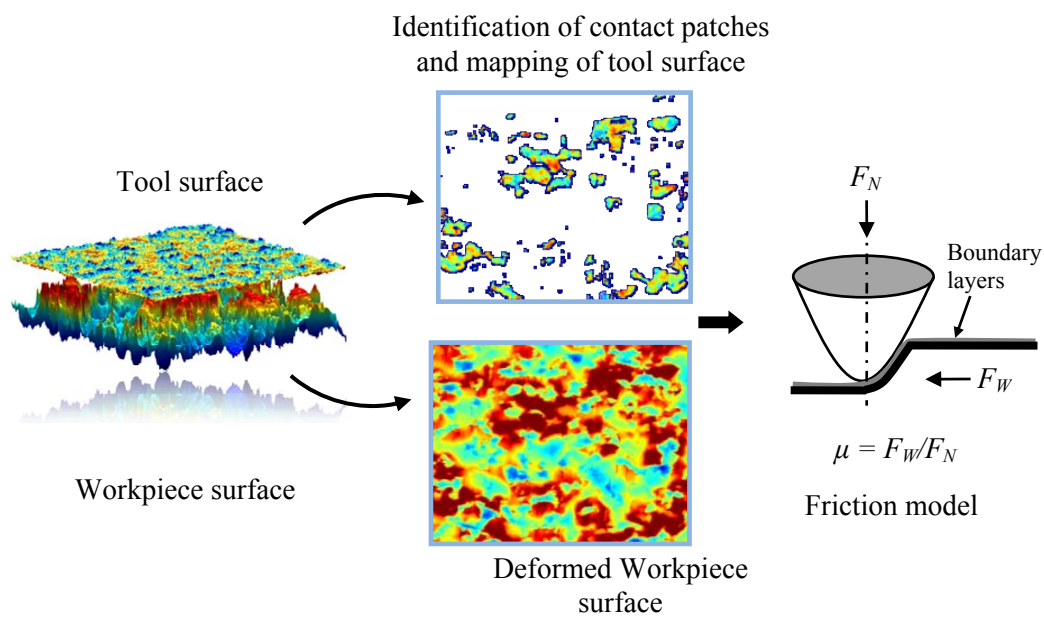 Identification of contact patches
and mapping of tool surface
Tool surface
Workpiece surface
Deformed Workpiece
surface
F_N
Boundary
layers
F_W
μ = F_W/F_N
Friction model